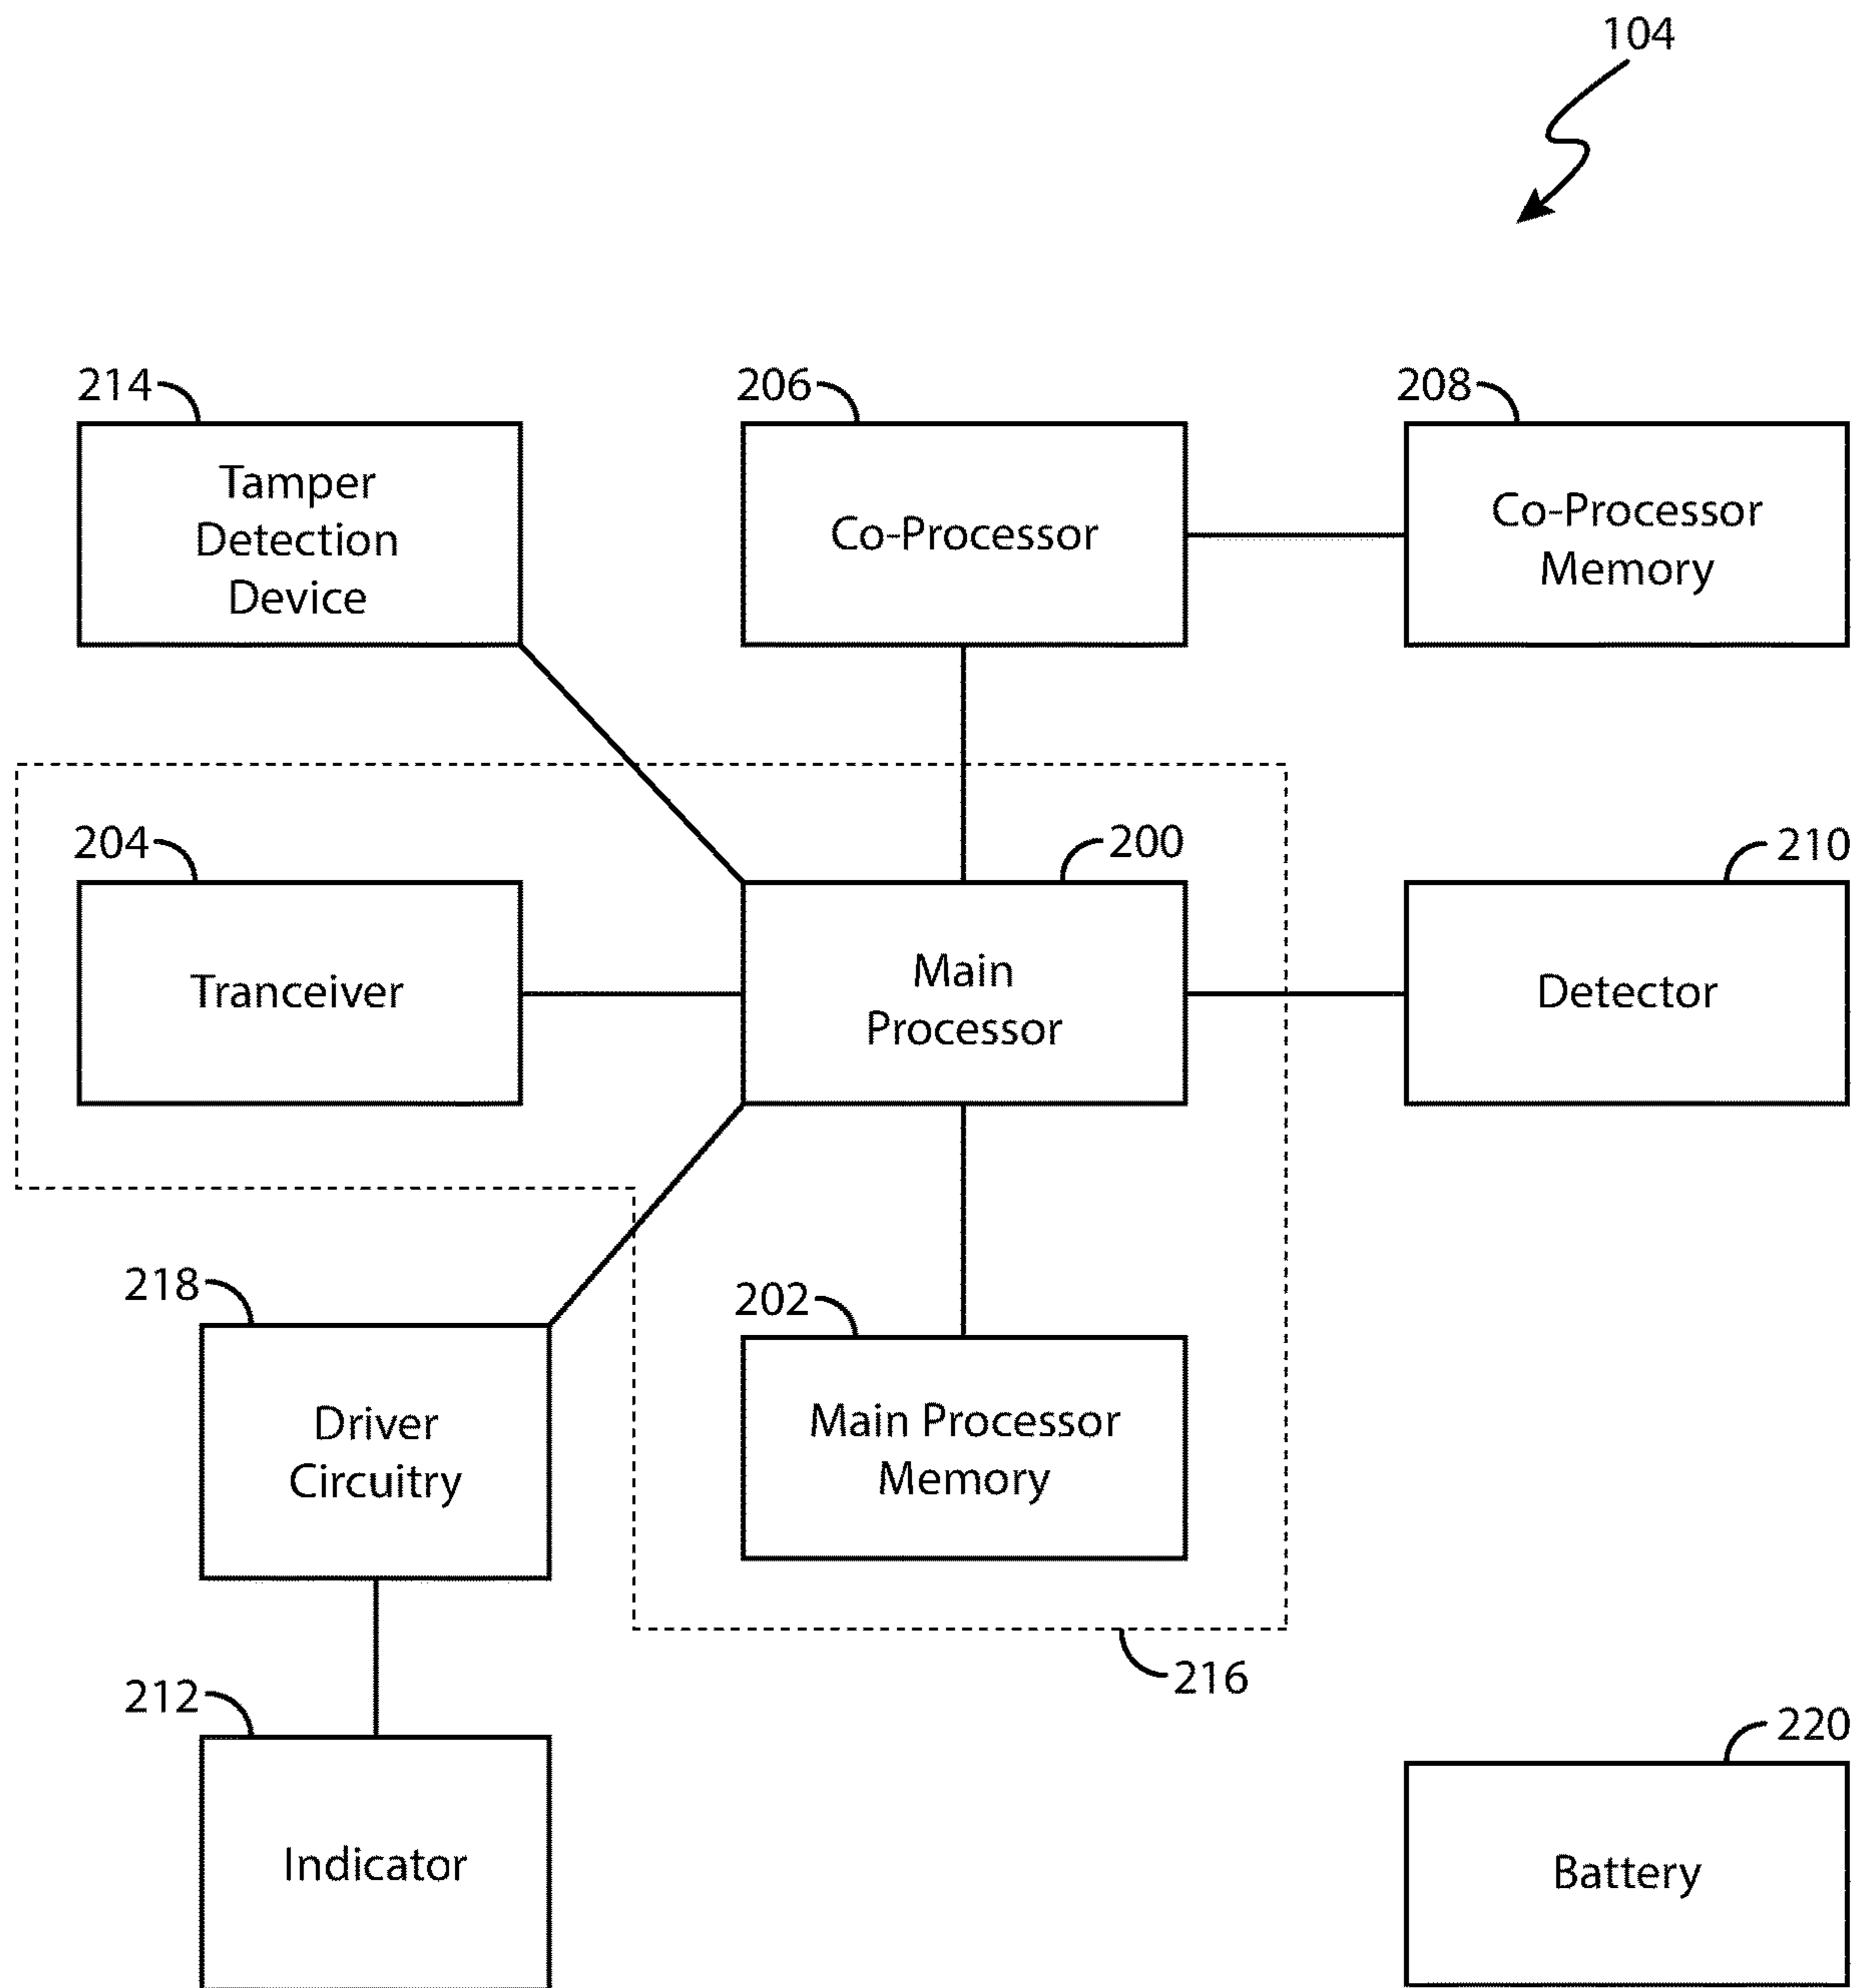 104
214
206
208
Tamper
Detection
Device
Co-Processor
Co-Processor
Memory
204
200
210
Tranceiver
Main
Processor
Detector
218
202
Driver
Circuitry
Main Processor
Memory
216
212
220
Indicator
Battery